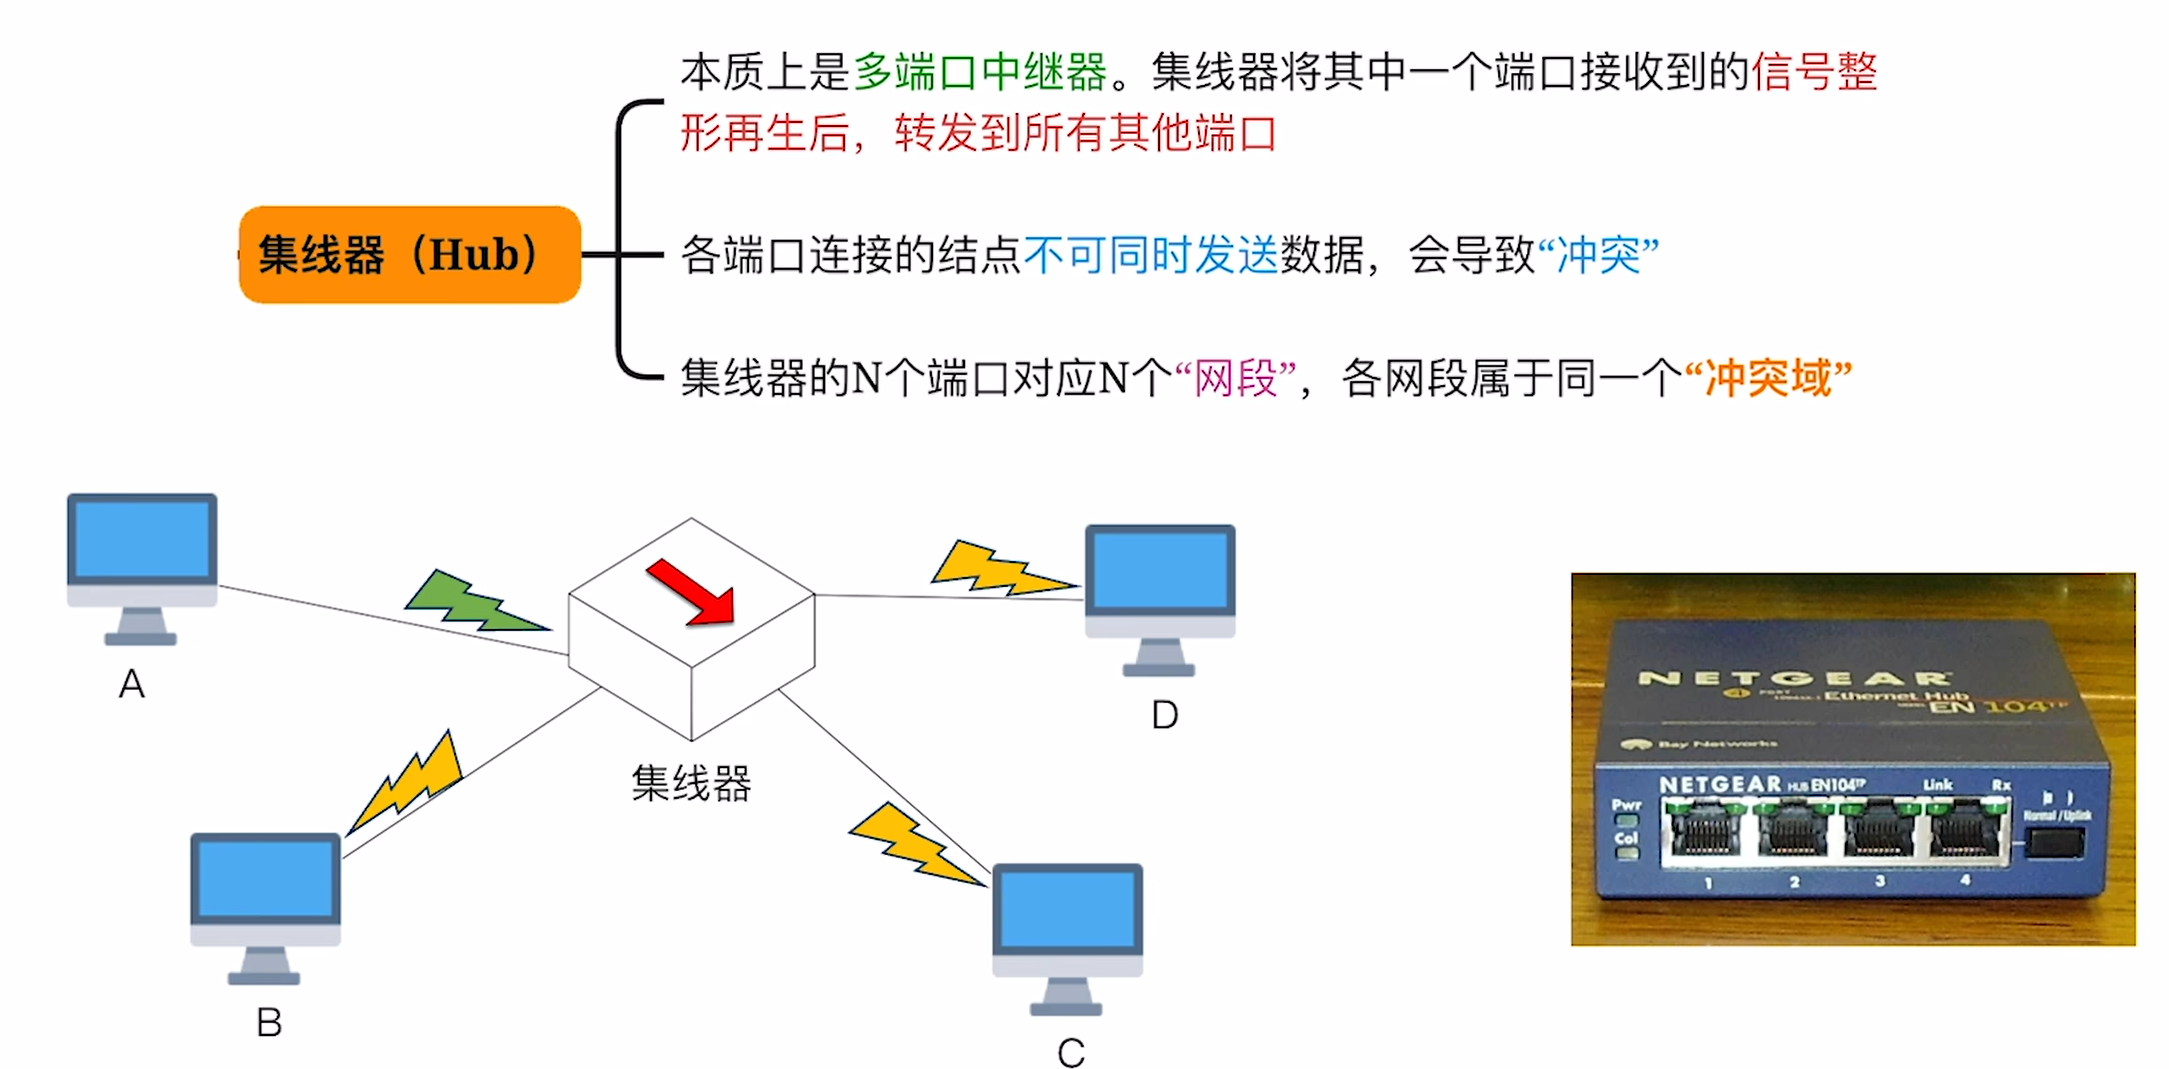 本质上是多端口中继器。集线器将其中一个端口接收到的信号整
形再生后，转发到所有其他端口
集线器（Hub）
各端口连接的结点不可同时发送数据，会导致“冲突”
集线器的N个端口对应N个“网段”，各网段属于同一个“冲突域”
A
D
集线器
B
C
NETGEAR
4 PORT
Ethernet Hub
EN 104TP
Bay Networks
NETGEAR HUB EN104TP Link Rx
Pwr
Normal / Uplink
Col
1 2 3 4